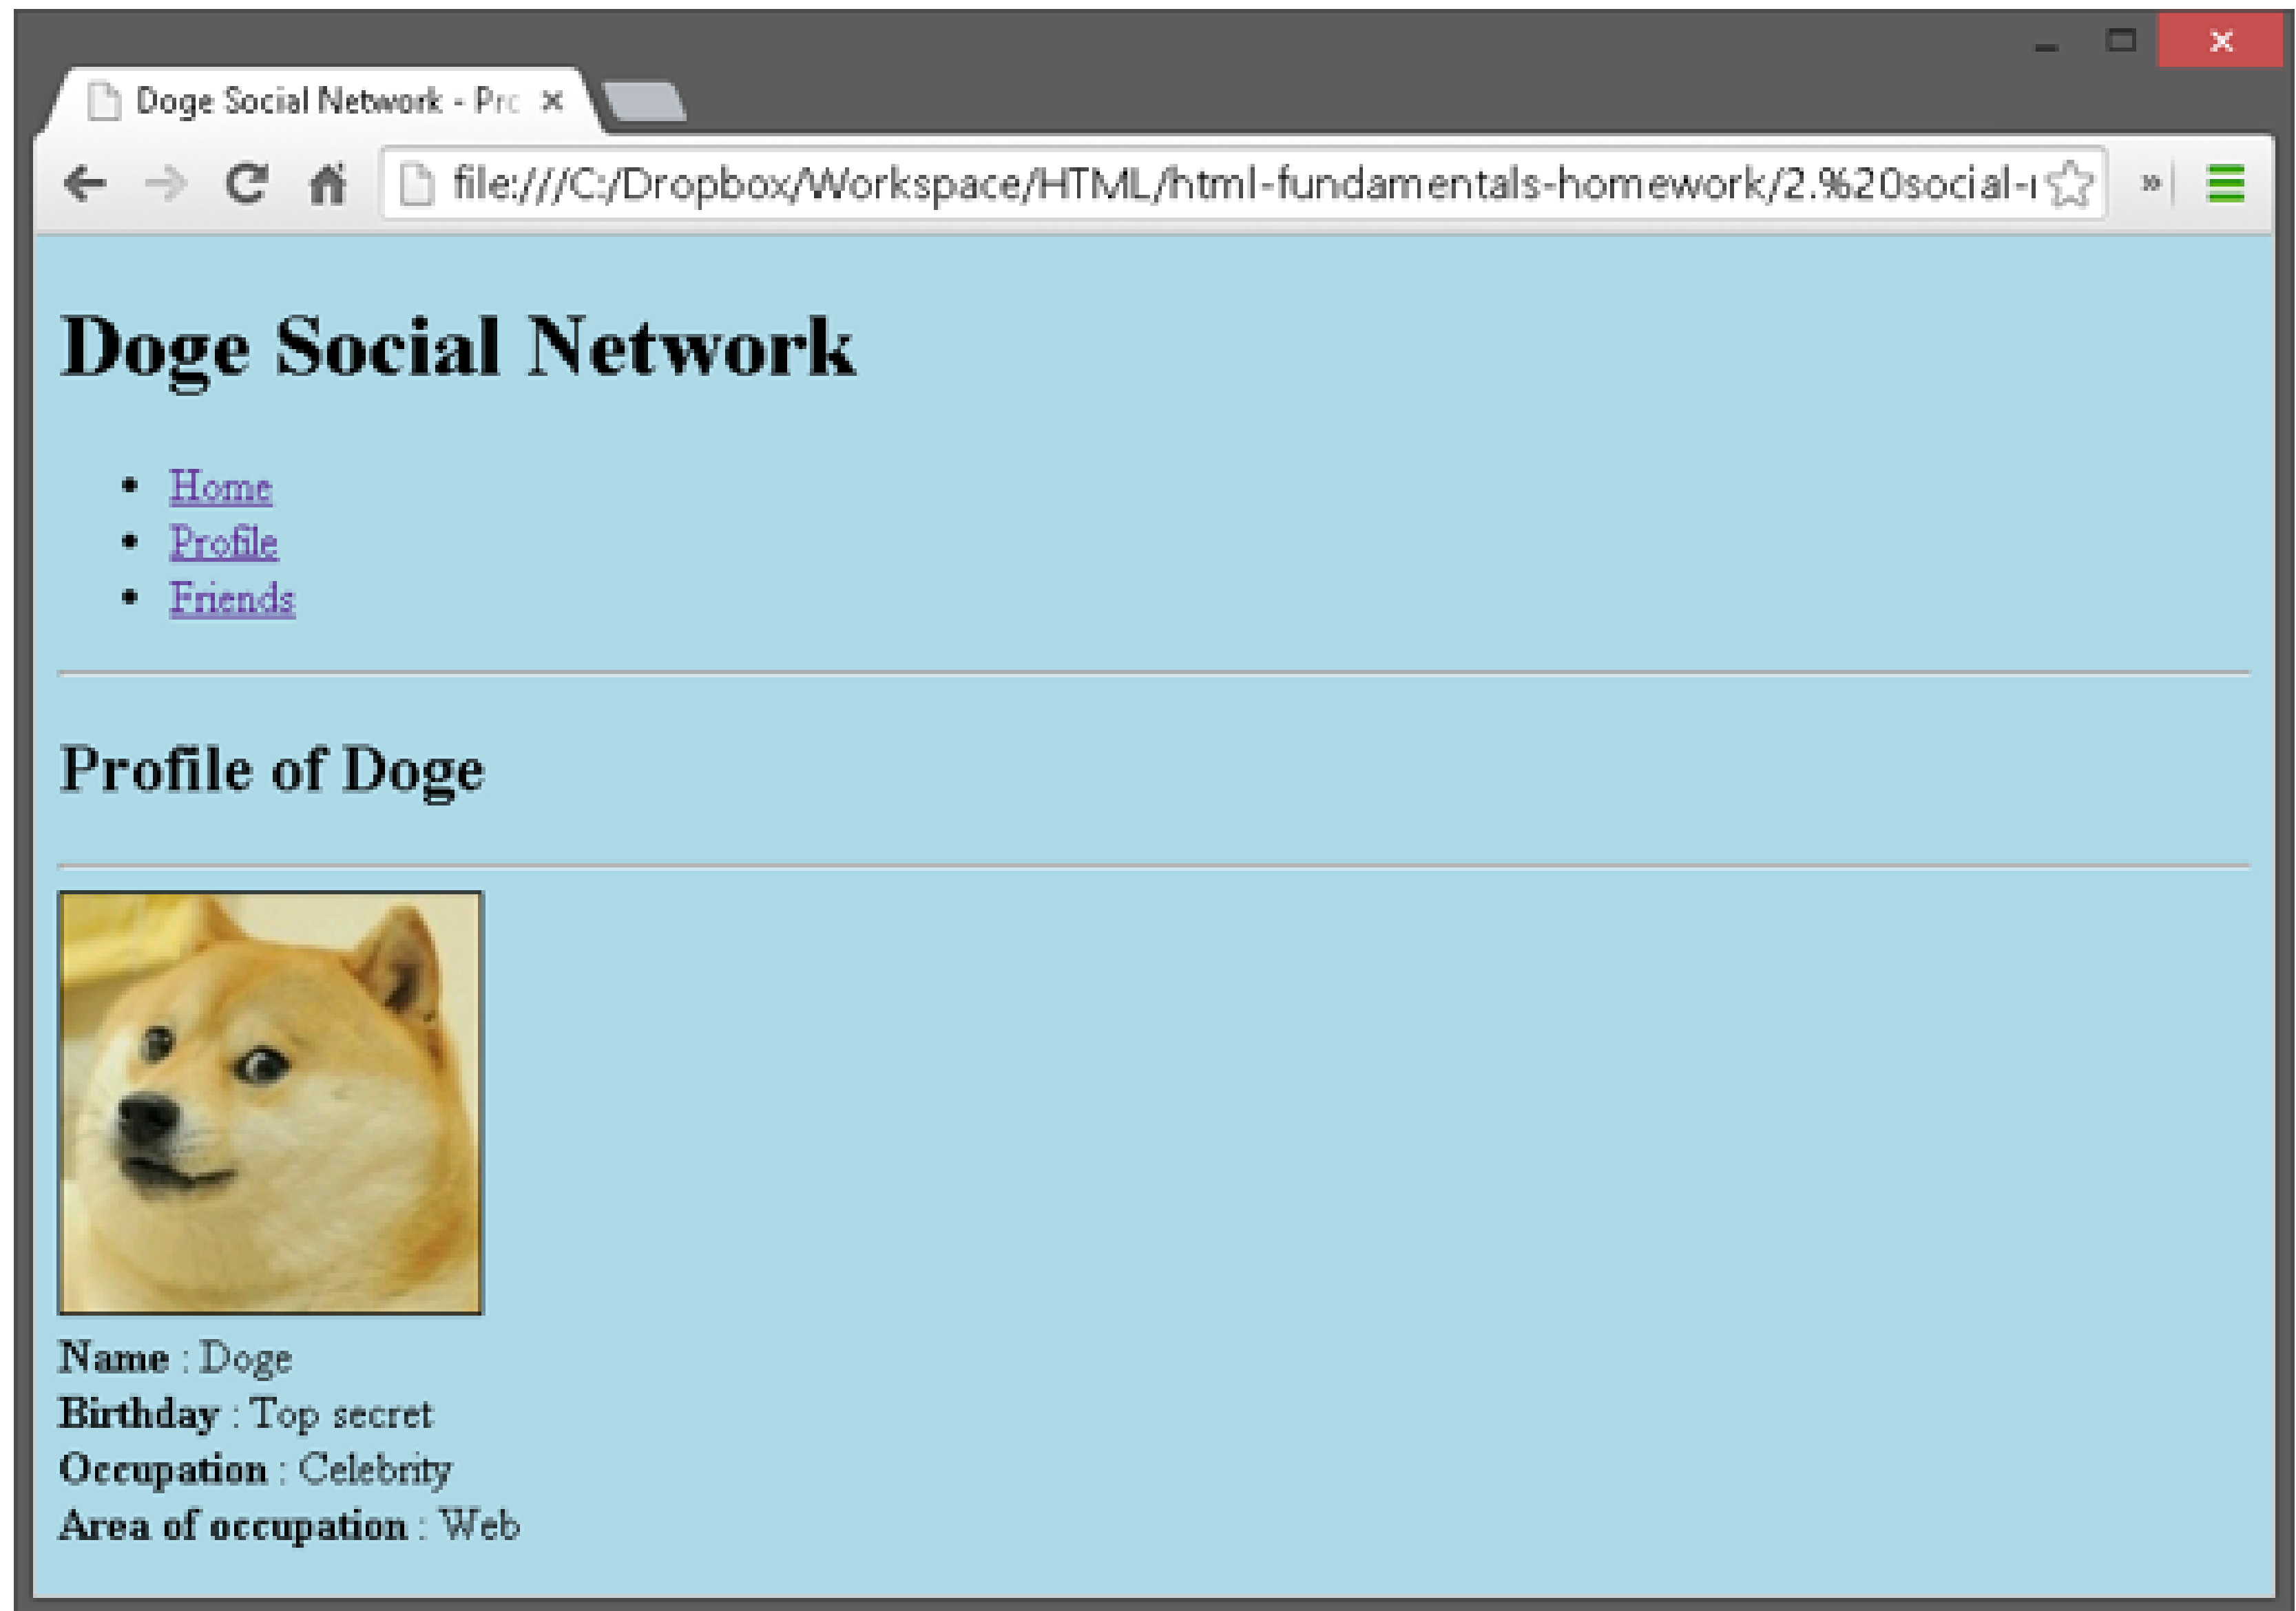 Doge Social Network - Pro
file:///C:/Dropbox/Workspace/HTML/html-fundamentals-homework/2.%20social-
Doge Social Network
• Home
• Profile
• Friends
Profile of Doge
Name : Doge
Birthday : Top secret
Occupation : Celebrity
Area of occupation : Web